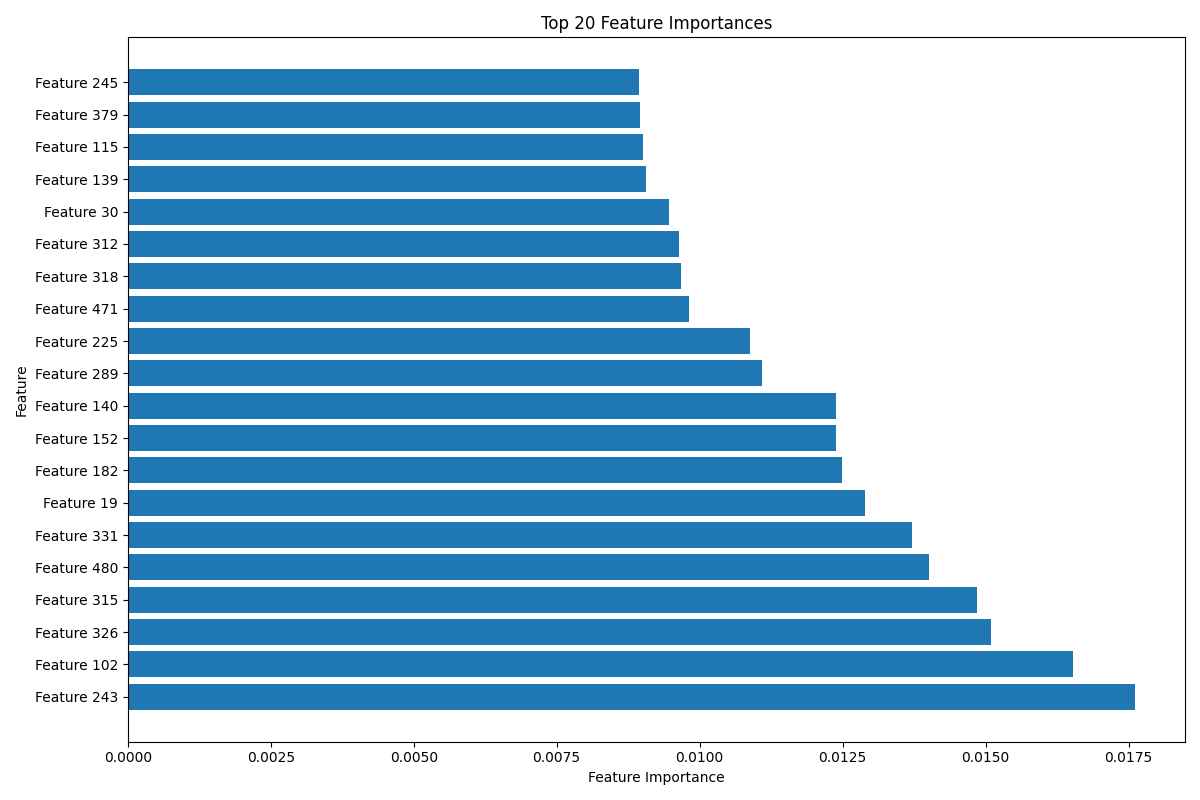 Top 20 Feature Importances
Feature 245
Feature 379
Feature 115
Feature 139
Feature 30
Feature 312
Feature 318
Feature 471
Feature 225
Feature 289
Feature 140
Feature 152
Feature 182
Feature 19
Feature 331
Feature 480
Feature 315
Feature 326
Feature 102
Feature 243
Feature
0.0000 0.0025 0.0050 0.0075 0.0100 0.0125 0.0150 0.0175
Feature Importance